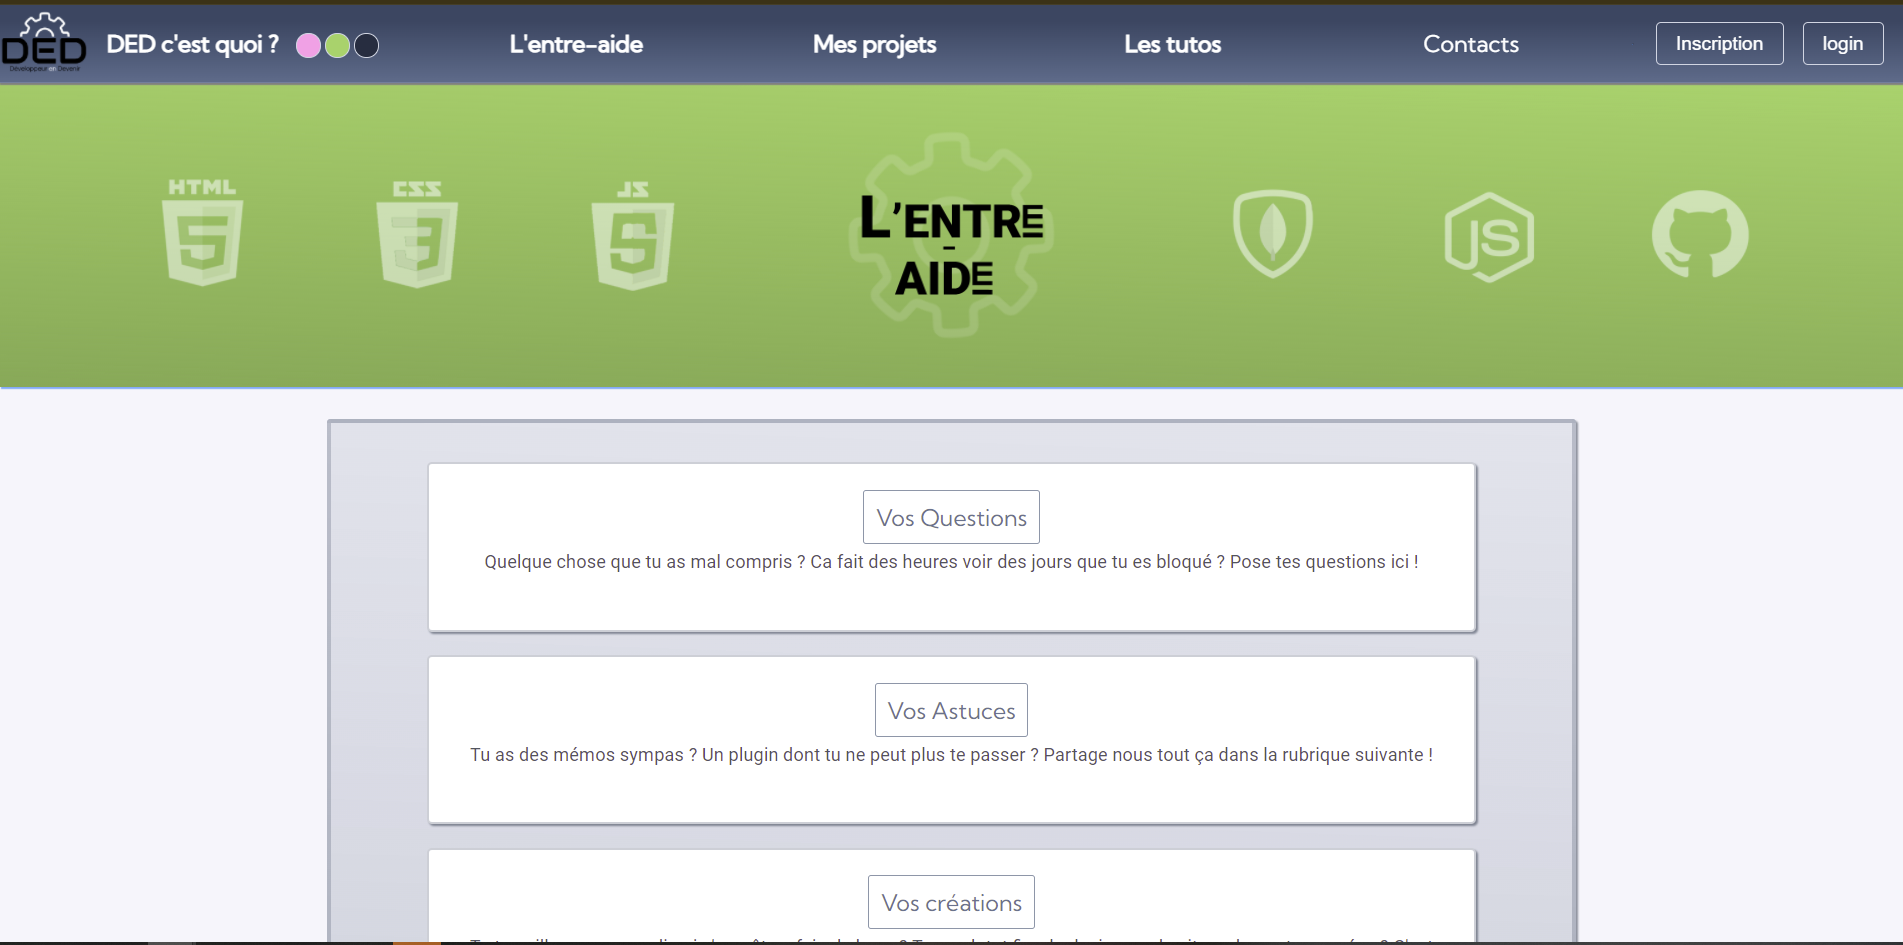 DED
Développeur en Devenir
DED c'est quoi ?
L'entre-aide
Mes projets
Les tutos
Contacts
Inscription
login
HTML
5
CSS
3
JS
L'ENTRE
-
AIDE
JS
Vos Questions
Quelque chose que tu as mal compris ? Ca fait des heures voir des jours que tu es bloqué ? Pose tes questions ici !
Vos Astuces
Tu as des mémos sympas ? Un plugin dont tu ne peut plus te passer ? Partage nous tout ça dans la rubrique suivante !
Vos créations